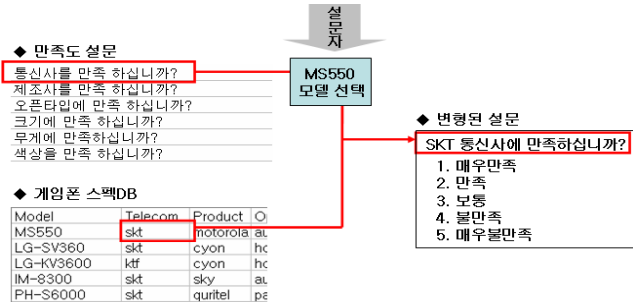 설문자
◆ 만족도 설문
통신사를 만족 하십니까?
제조사를 만족 하십니까?
오픈타입에 만족 하십니까?
크기에 만족 하십니까?
무게에 만족하십니까?
색상을 만족 하십니까?
MS550
모델 선택
◆ 변형된 설문
SKT 통신사에 만족하십니까?
1. 매우만족
2. 만족
3. 보통
4. 불만족
5. 매우불만족
◆ 게임폰 스펙DB
Model Telecom Product
MS550 skt motorola au
LG-SV360 skt cyon hc
LG-KV3600 ktf cyon hc
IM-8300 skt sky au
PH-S6000 skt quritel pa